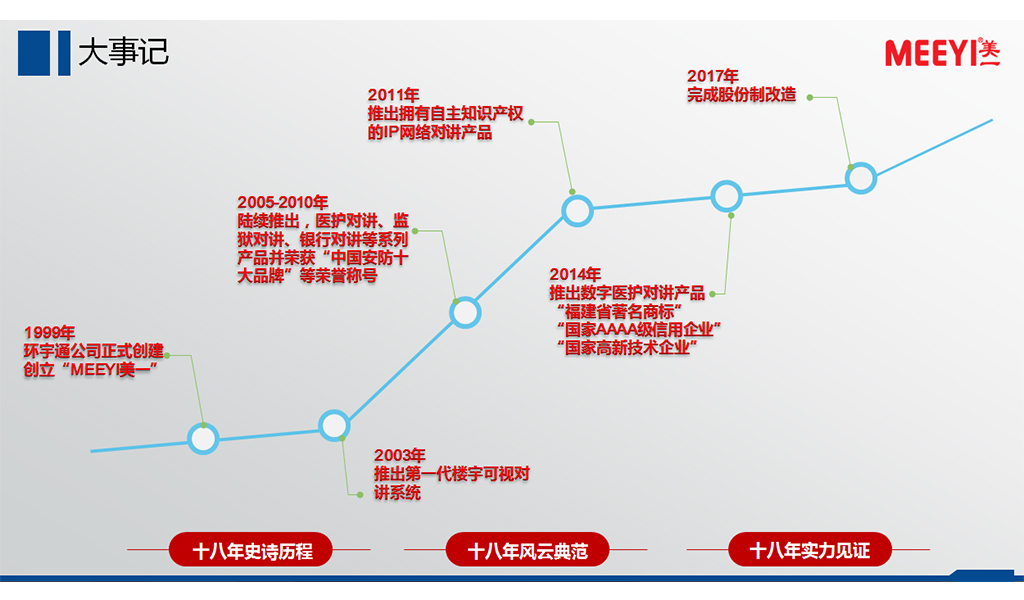 大事记
MEEYI®美一
2017年
完成股份制改造
2011年
推出拥有自主知识产权
的IP网络对讲产品
2005-2010年
陆续推出，医护对讲、监
狱对讲、银行对讲等系列
产品并荣获“中国安防十
大品牌”等荣誉称号
2014年
推出数字医护对讲产品
“福建省著名商标”
“国家AAAA级信用企业”
“国家高新技术企业”
1999年
环宇通公司正式创建
创立“MEEYI美一”
2003年
推出第一代楼宇可视对
讲系统
十八年史诗历程
十八年风云典范
十八年实力见证